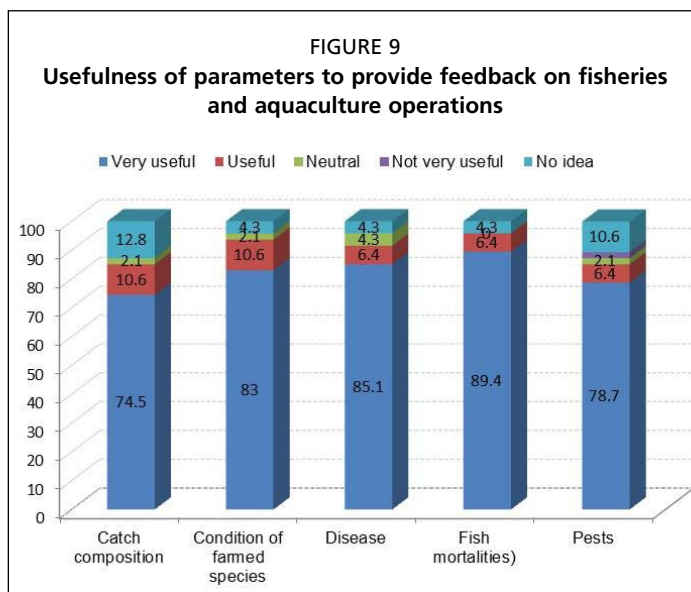 FIGURE 9
Usefulness of parameters to provide feedback on fisheries
and aquaculture operations
Very useful Useful Neutral Not very useful No idea
100
90
80
70
60
50
40
30
20
10
0
12.8 4.3 4.3 4.3 10.6
2.1 2.1 4.3 0 2.1
10.6 10.6 6.4 6.4 6.4
74.5 83 85.1 89.4 78.7
Catch Condition of Disease Fish Pests
composition farmed mortalities)
species